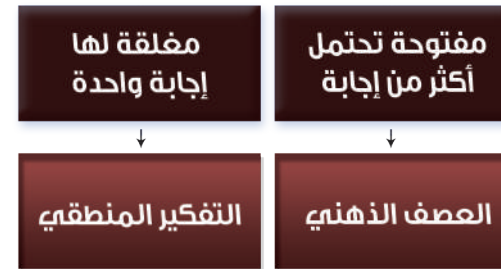 مفتوحة تحتمل
أكثر من إجابة
مغلقة لها
إجابة واحدة
العصف الذهني
التفكير المنطقي